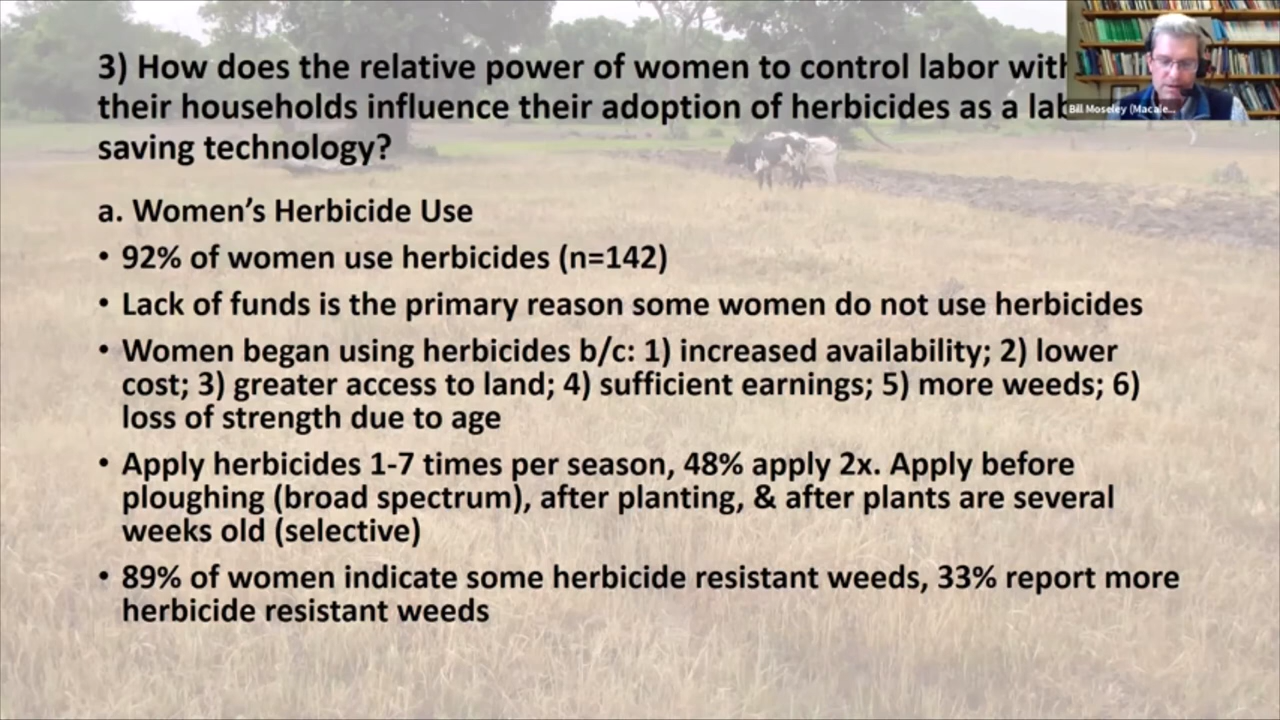 3) How does the relative power of women to control labor with
their households influence their adoption of herbicides as a lab
saving technology?
Bill Moseley (Macale...
a. Women’s Herbicide Use
• 92% of women use herbicides (n=142)
• Lack of funds is the primary reason some women do not use herbicides
• Women began using herbicides b/c: 1) increased availability; 2) lower
cost; 3) greater access to land; 4) sufficient earnings; 5) more weeds; 6)
loss of strength due to age
• Apply herbicides 1-7 times per season, 48% apply 2x. Apply before
ploughing (broad spectrum), after planting, & after plants are several
weeks old (selective)
• 89% of women indicate some herbicide resistant weeds, 33% report more
herbicide resistant weeds